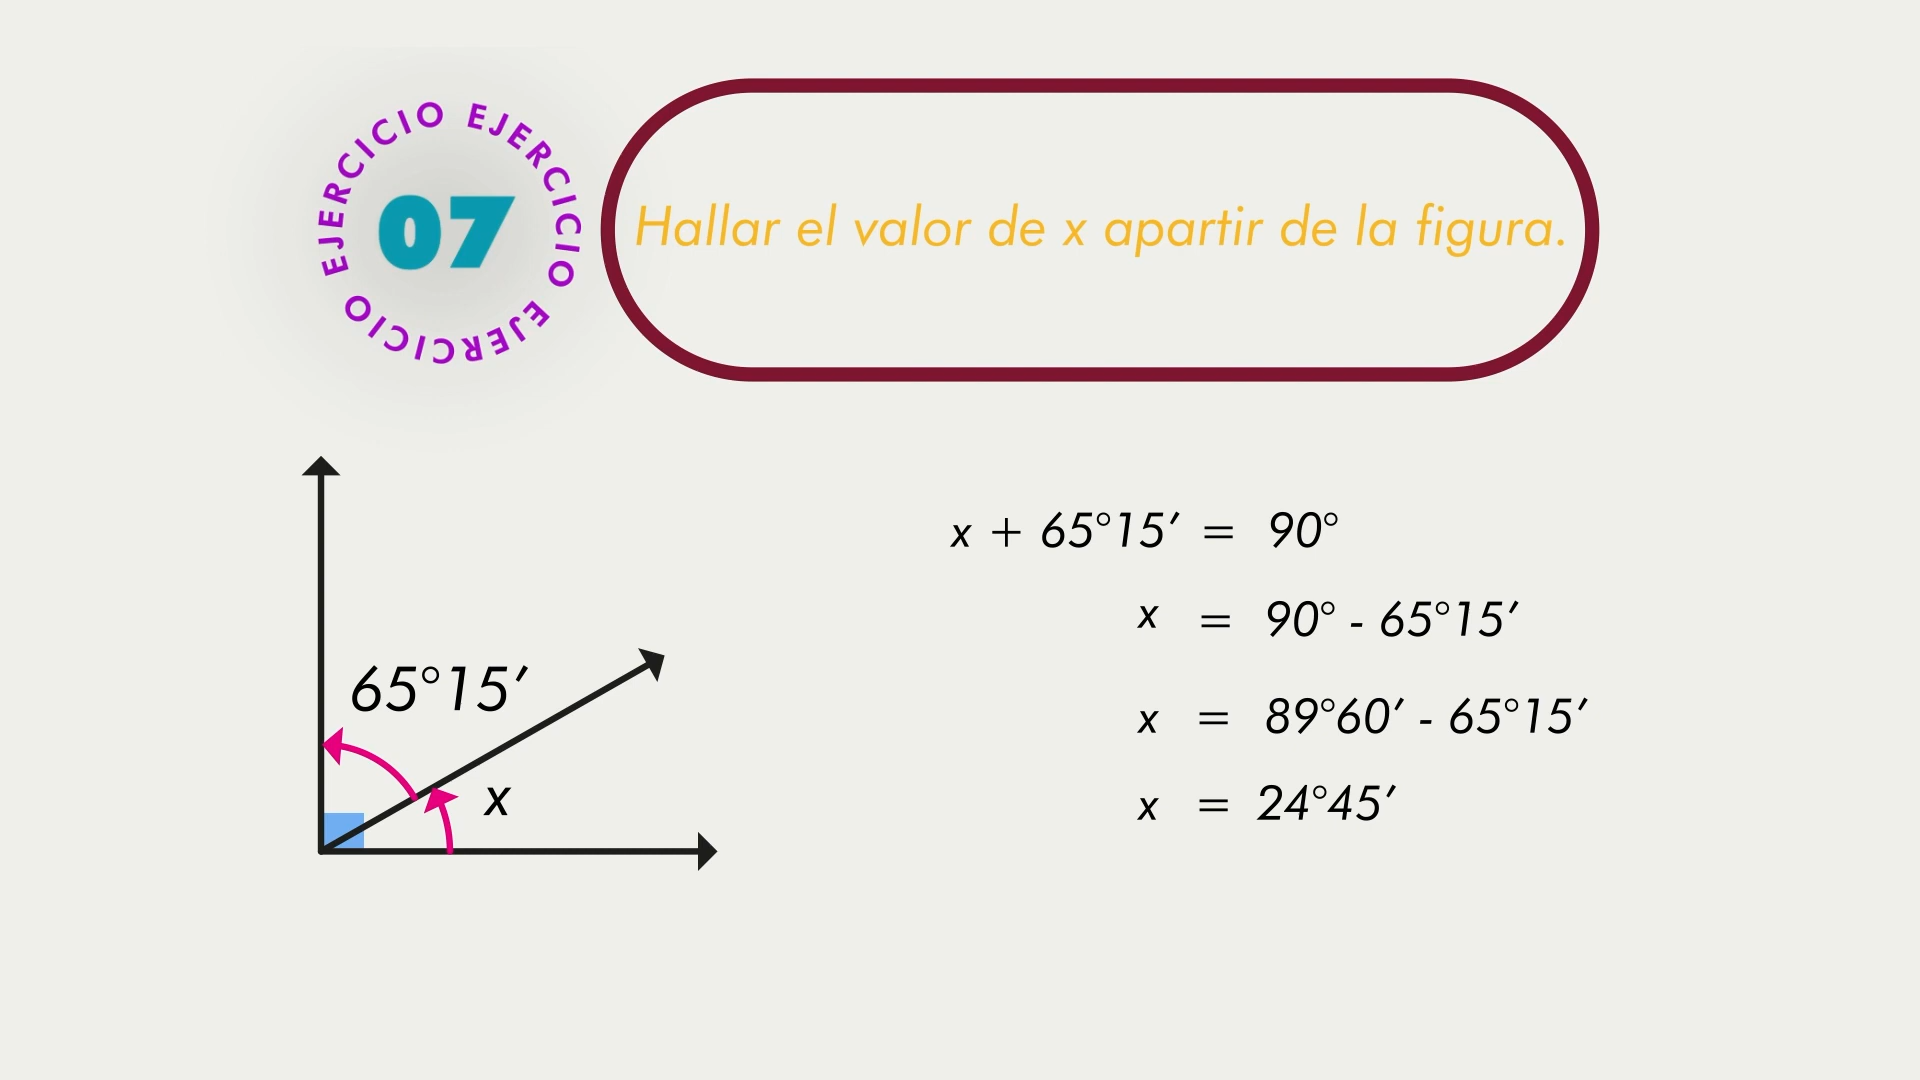 EJERCICIO EJERCICIO EJERCICIO
07
Hallar el valor de x apartir de la figura.
65°15′
x
x + 65°15′ = 90°
x = 90° - 65°15′
x = 89°60′ - 65°15′
x = 24°45′